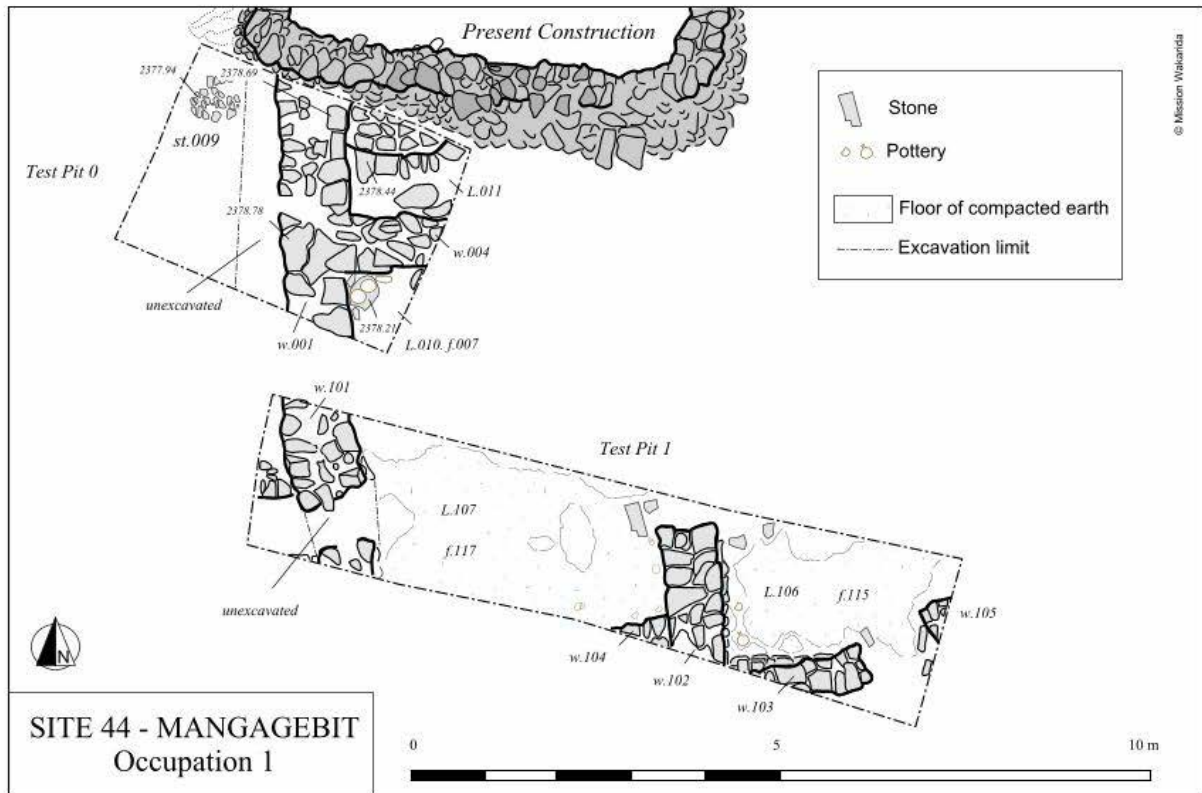 Present Construction
© Mission Wakarida
2377.94
2378.69
st.009
Test Pit 0
2378.44
L.011
2378.78
w.004
unexcavated
2378.21
w.001
L.010. f.007
Stone
Pottery
Floor of compacted earth
Excavation limit
w.101
Test Pit 1
L.107
f.117
L.106
f.115
unexcavated
w.105
w.104
w.102
w.103
N
SITE 44 - MANGAGEBIT
Occupation 1
0
5
10 m